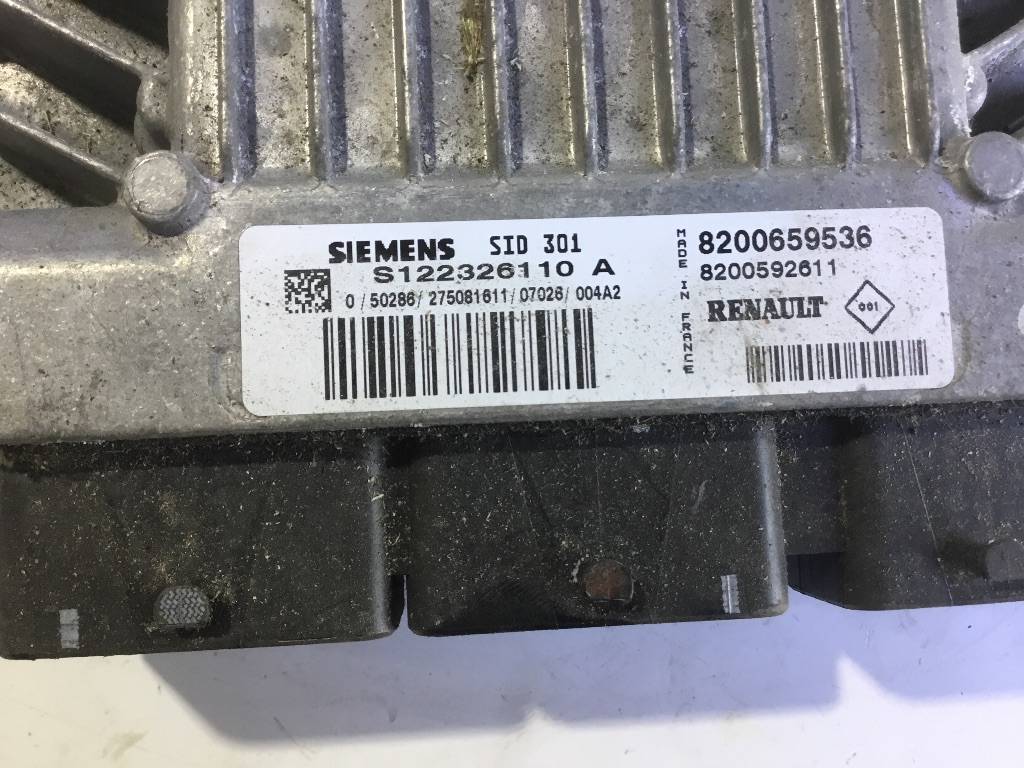 SIEMENS SID 301
S122326110 A
0 / 50286/ 275081611/ 07026/ 004A2
MADE IN FRANCE
8200659536
8200592611
RENAULT
001